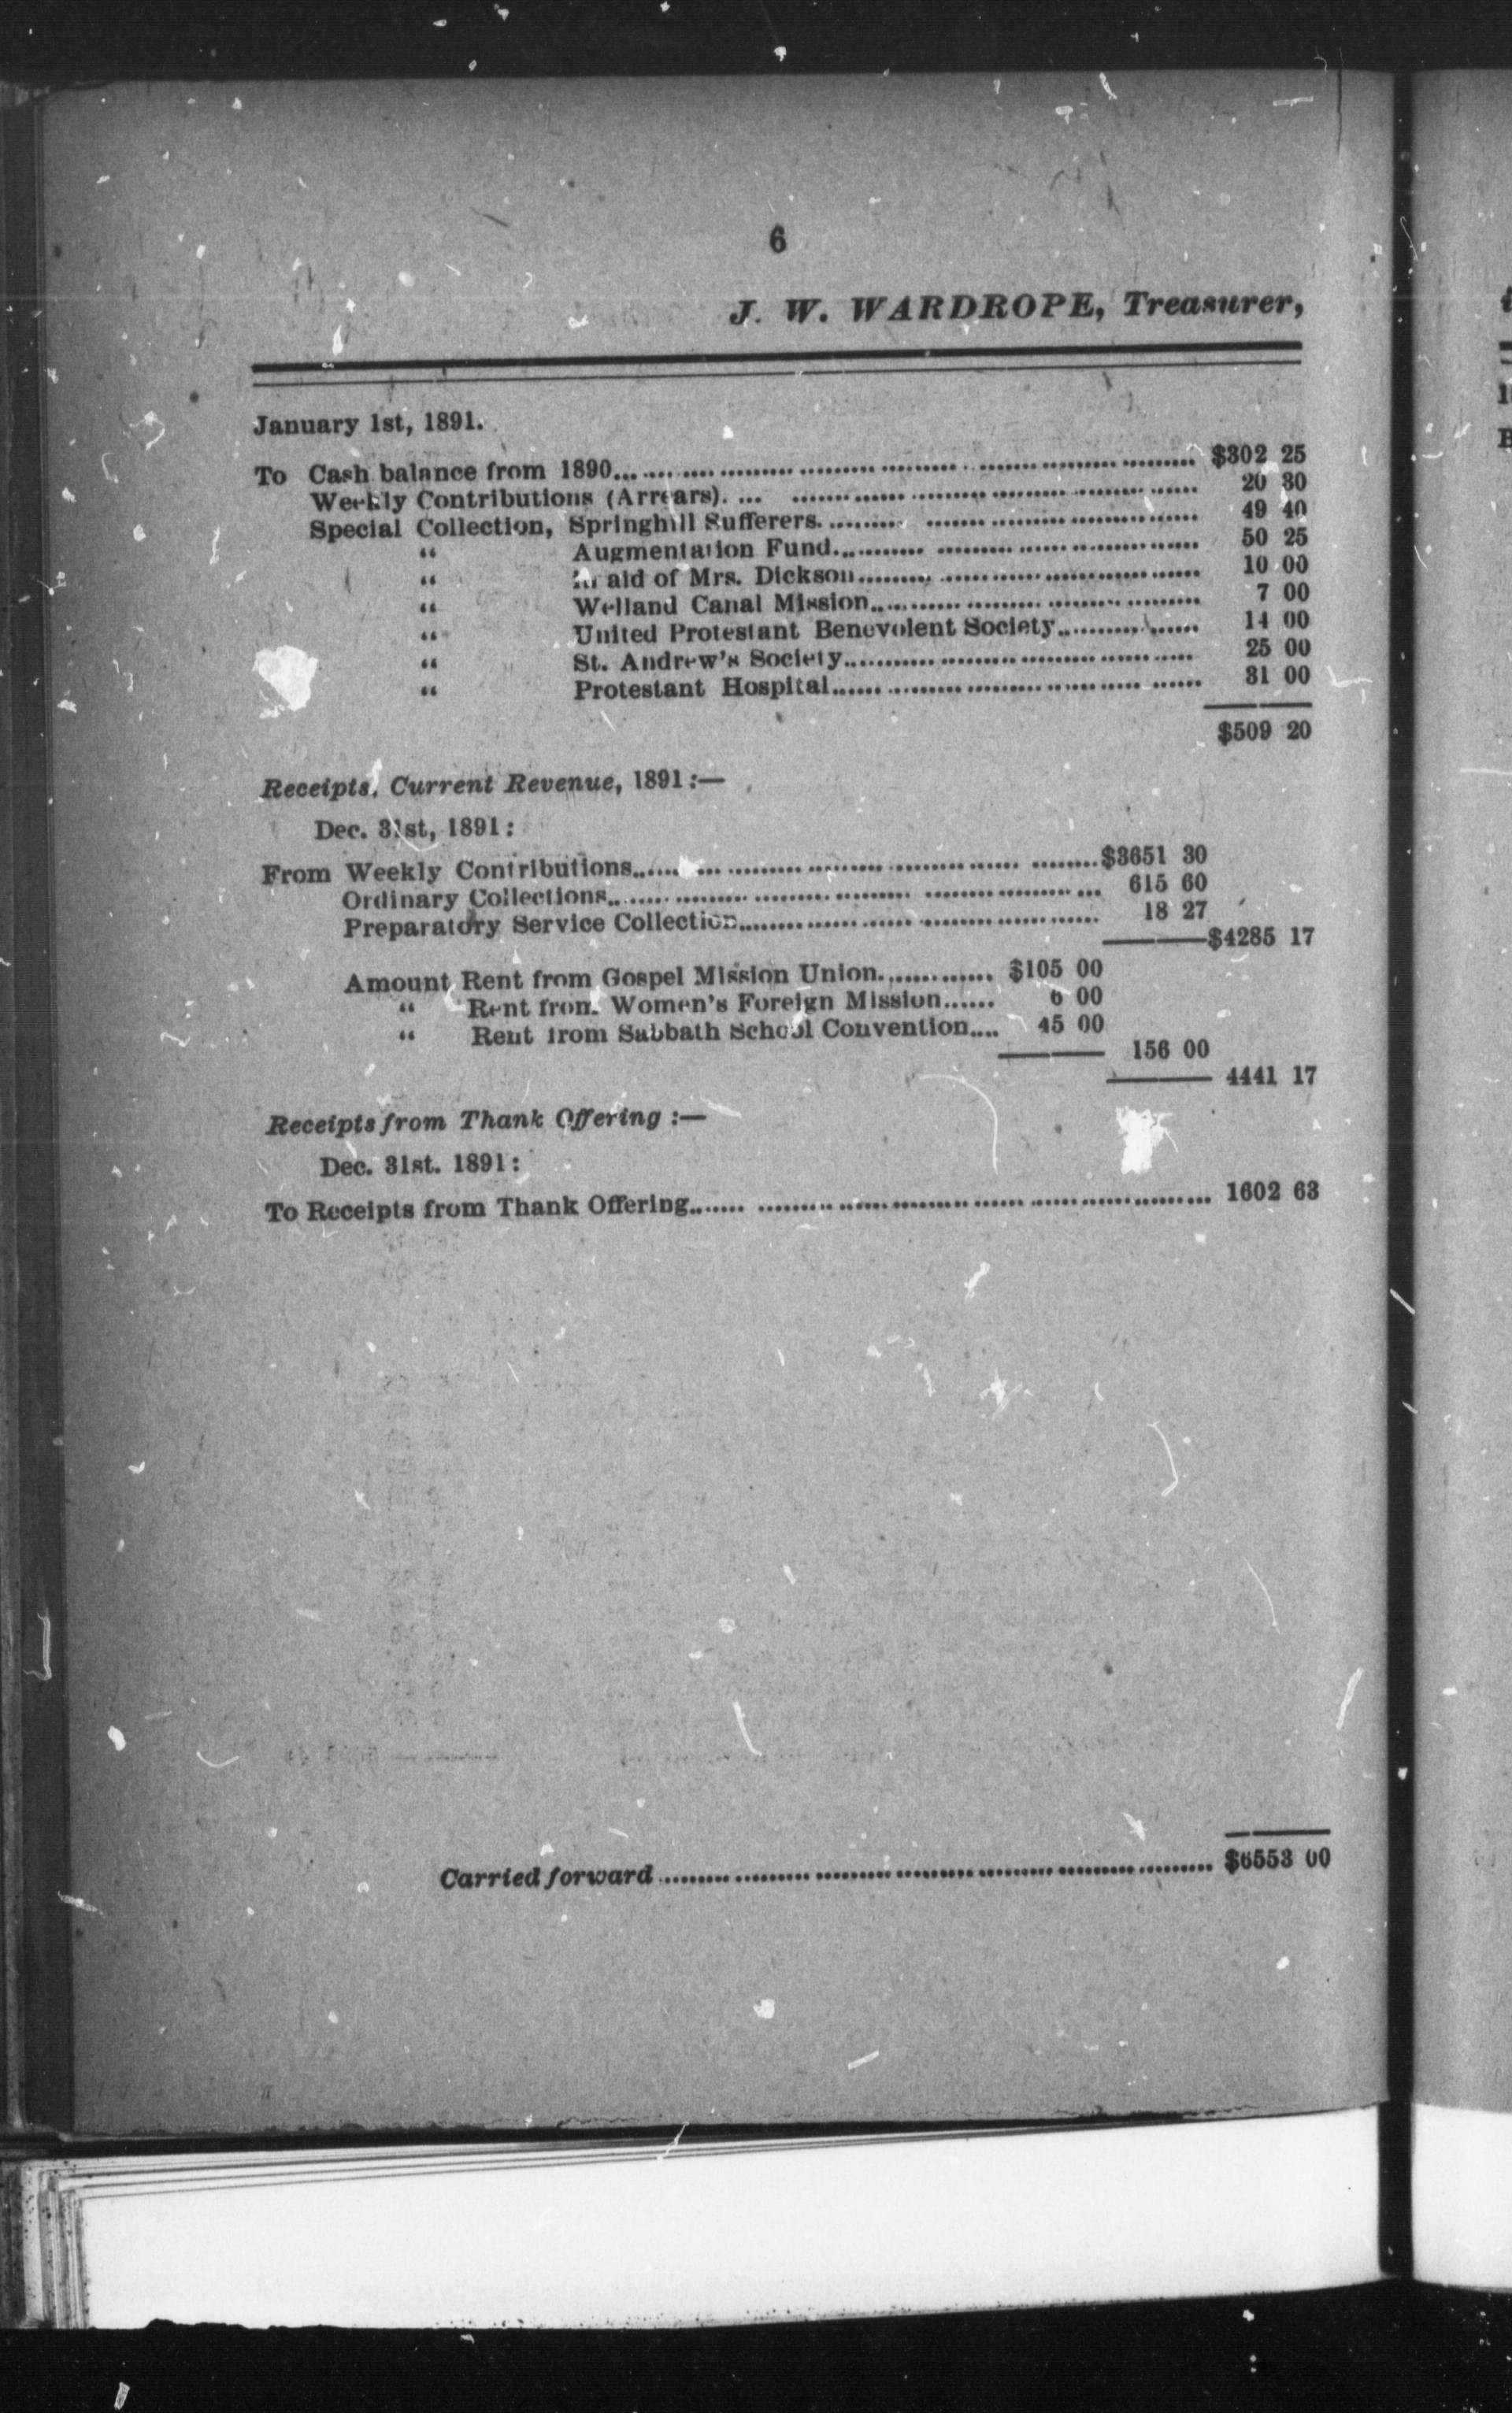 6
J. W. WARDROPE, Treasurer,
January 1st, 1891.
To Cash balance from 1890 $302 25
Weekly Contributions (Arrears) 20 30
Special Collection, Springhill Sufferers 49 40
" Augmentation Fund 50 25
" In aid of Mrs. Dickson 10 00
" Welland Canal Mission 7 00
" United Protestant Benevolent Society 14 00
" St. Andrew's Society 25 00
" Protestant Hospital 31 00
$509 20
Receipts, Current Revenue, 1891:—
Dec. 31st, 1891:
From Weekly Contributions $3651 30
Ordinary Collections 615 60
Preparatory Service Collection 18 27
$4285 17
Amount Rent from Gospel Mission Union $105 00
" Rent from Women's Foreign Mission 6 00
" Rent from Sabbath School Convention 45 00
156 00
4441 17
Receipts from Thank Offering:—
Dec. 31st. 1891:
To Receipts from Thank Offering 1602 63
Carried forward $6553 00